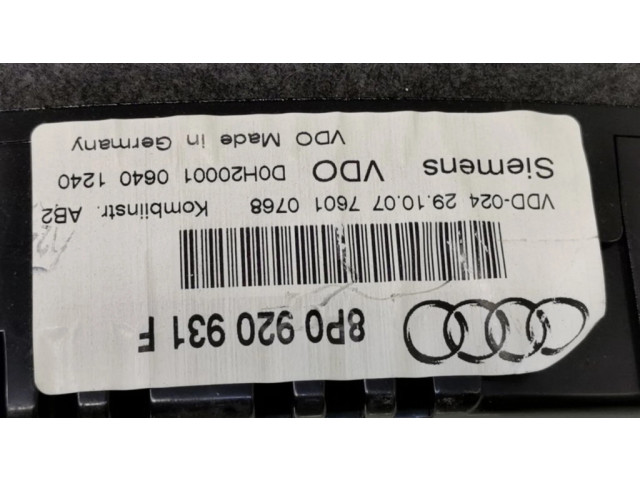 8P0 920 931 F
VDD-024 29.10.07 7601 0768 Kombiinstr. AB2
Siemens VDO D0H20001 0640 1240
VDO Made in Germany